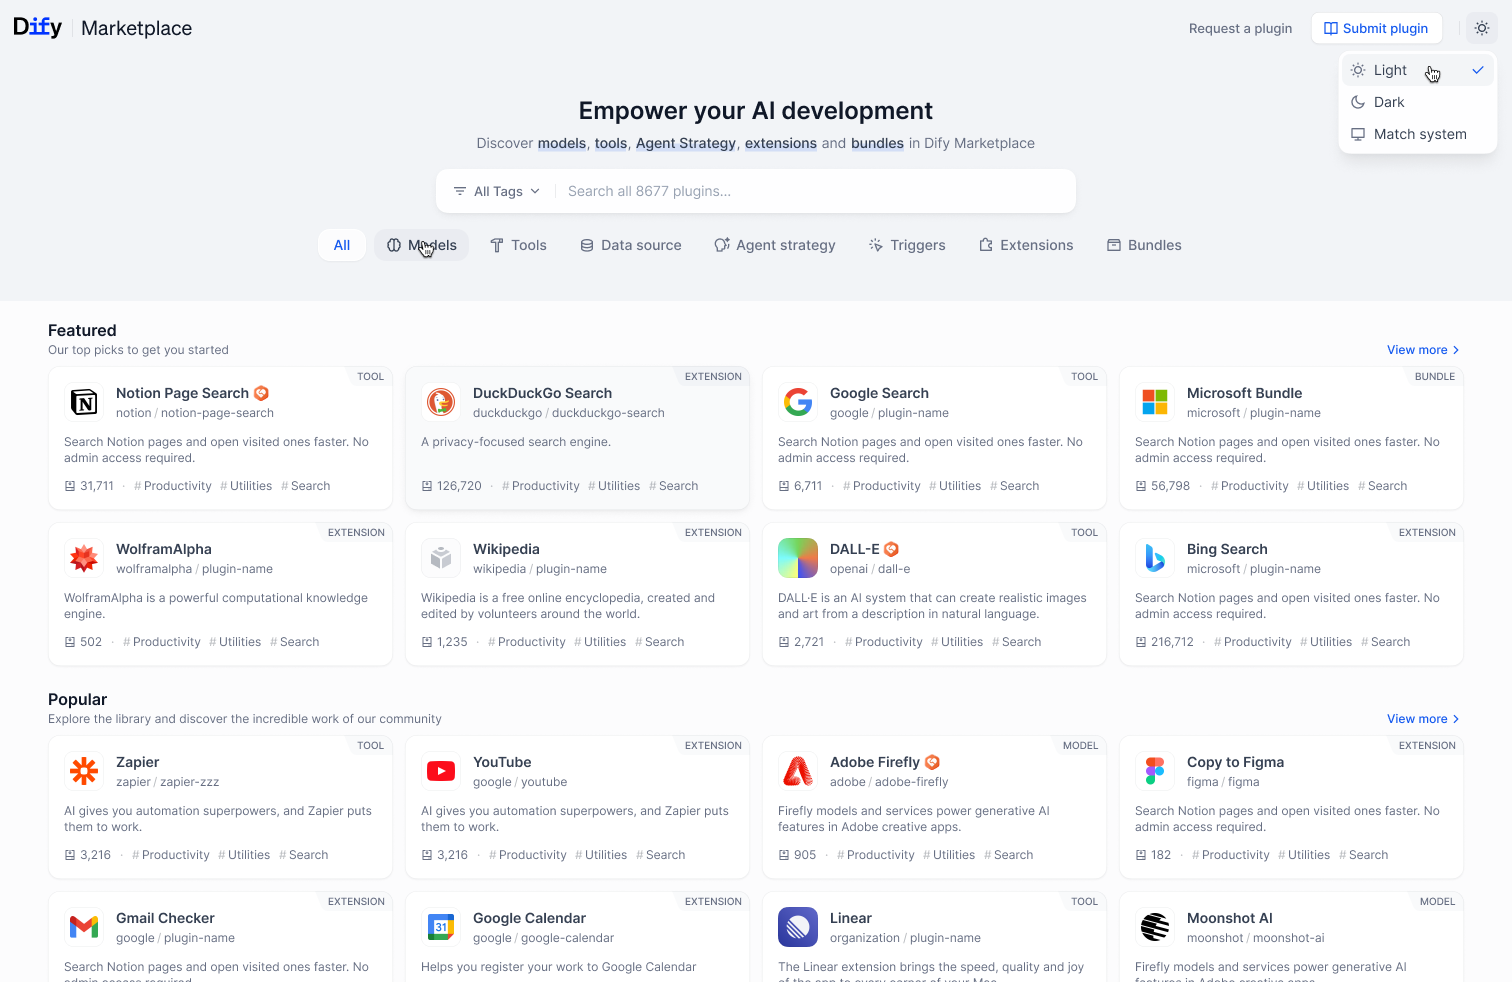 Dify Marketplace
Request a plugin
Submit plugin
Light
Dark
Match system
Empower your AI development
Discover models, tools, Agent Strategy, extensions and bundles in Dify Marketplace
All Tags
Search all 8677 plugins...
All
Models
Tools
Data source
Agent strategy
Triggers
Extensions
Bundles
Featured
Our top picks to get you started
View more
TOOL
Notion Page Search
notion / notion-page-search
Search Notion pages and open visited ones faster. No
admin access required.
31,711 · # Productivity # Utilities # Search
EXTENSION
DuckDuckGo Search
duckduckgo / duckduckgo-search
A privacy-focused search engine.
126,720 · # Productivity # Utilities # Search
TOOL
Google Search
google / plugin-name
Search Notion pages and open visited ones faster. No
admin access required.
6,711 · # Productivity # Utilities # Search
BUNDLE
Microsoft Bundle
microsoft / plugin-name
Search Notion pages and open visited ones faster. No
admin access required.
56,798 · # Productivity # Utilities # Search
EXTENSION
WolframAlpha
wolframalpha / plugin-name
WolframAlpha is a powerful computational knowledge
engine.
502 · # Productivity # Utilities # Search
EXTENSION
Wikipedia
wikipedia / plugin-name
Wikipedia is a free online encyclopedia, created and
edited by volunteers around the world.
1,235 · # Productivity # Utilities # Search
TOOL
DALL-E
openai / dall-e
DALL·E is an AI system that can create realistic images
and art from a description in natural language.
2,721 · # Productivity # Utilities # Search
EXTENSION
Bing Search
microsoft / plugin-name
Search Notion pages and open visited ones faster. No
admin access required.
216,712 · # Productivity # Utilities # Search
Popular
Explore the library and discover the incredible work of our community
View more
TOOL
Zapier
zapier / zapier-zzz
AI gives you automation superpowers, and Zapier puts
them to work.
3,216 · # Productivity # Utilities # Search
EXTENSION
YouTube
google / youtube
AI gives you automation superpowers, and Zapier puts
them to work.
3,216 · # Productivity # Utilities # Search
MODEL
Adobe Firefly
adobe / adobe-firefly
Firefly models and services power generative AI
features in Adobe creative apps.
905 · # Productivity # Utilities # Search
EXTENSION
Copy to Figma
figma / figma
Search Notion pages and open visited ones faster. No
admin access required.
182 · # Productivity # Utilities # Search
EXTENSION
Gmail Checker
google / plugin-name
Search Notion pages and open visited ones faster. No
admin access required.
EXTENSION
31
Google Calendar
google / google-calendar
Helps you register your work to Google Calendar
TOOL
Linear
organization / plugin-name
The Linear extension brings the speed, quality and joy
of the app to every corner of your Mac.
MODEL
Moonshot AI
moonshot / moonshot-ai
Firefly models and services power generative AI
features in Adobe creative apps.